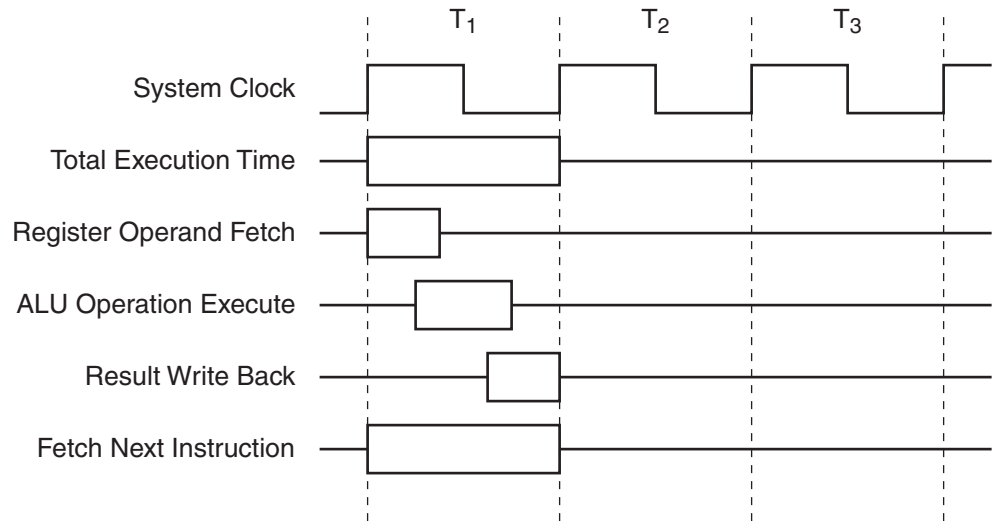 T₁ T₂ T₃
System Clock
Total Execution Time
Register Operand Fetch
ALU Operation Execute
Result Write Back
Fetch Next Instruction